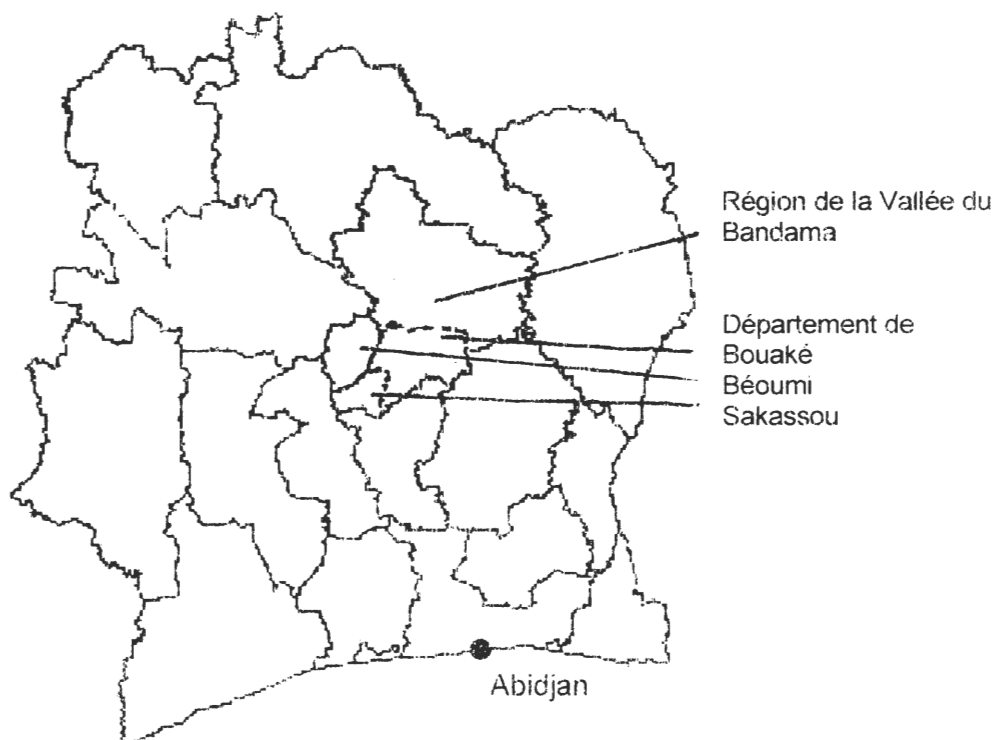 Région de la Vallée du
Bandama
Département de
Bouaké
Béoumi
Sakassou
Abidjan